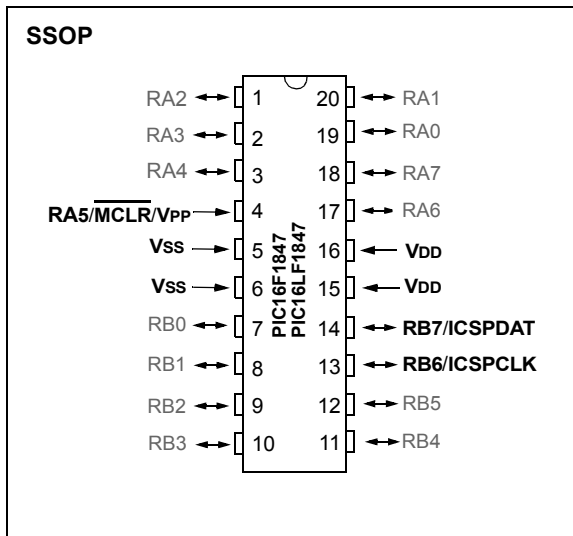 SSOP
RA2 1 20 RA1
RA3 2 19 RA0
RA4 3 18 RA7
RA5/MCLR/VPP 4 17 RA6
VSS 5 16 VDD
VSS 6 15 VDD
RB0 7 14 RB7/ICSPDAT
RB1 8 13 RB6/ICSPCLK
RB2 9 12 RB5
RB3 10 11 RB4
PIC16F1847
PIC16LF1847